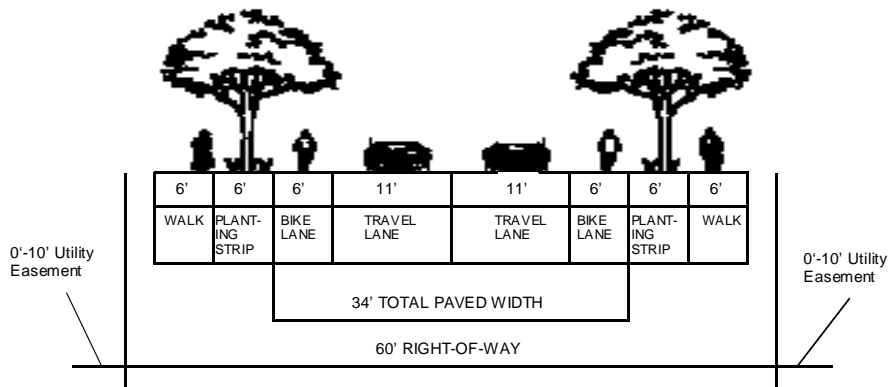 6' 6' 6' 11' 11' 6' 6' 6'
WALK PLANT- BIKE TRAVEL TRAVEL BIKE PLANT- WALK
ING LANE LANE LANE LANE ING
STRIP STRIP
0‘-10’ Utility
Easement
0‘-10’ Utility
Easement
34’ TOTAL PAVED WIDTH
60’ RIGHT-OF-WAY